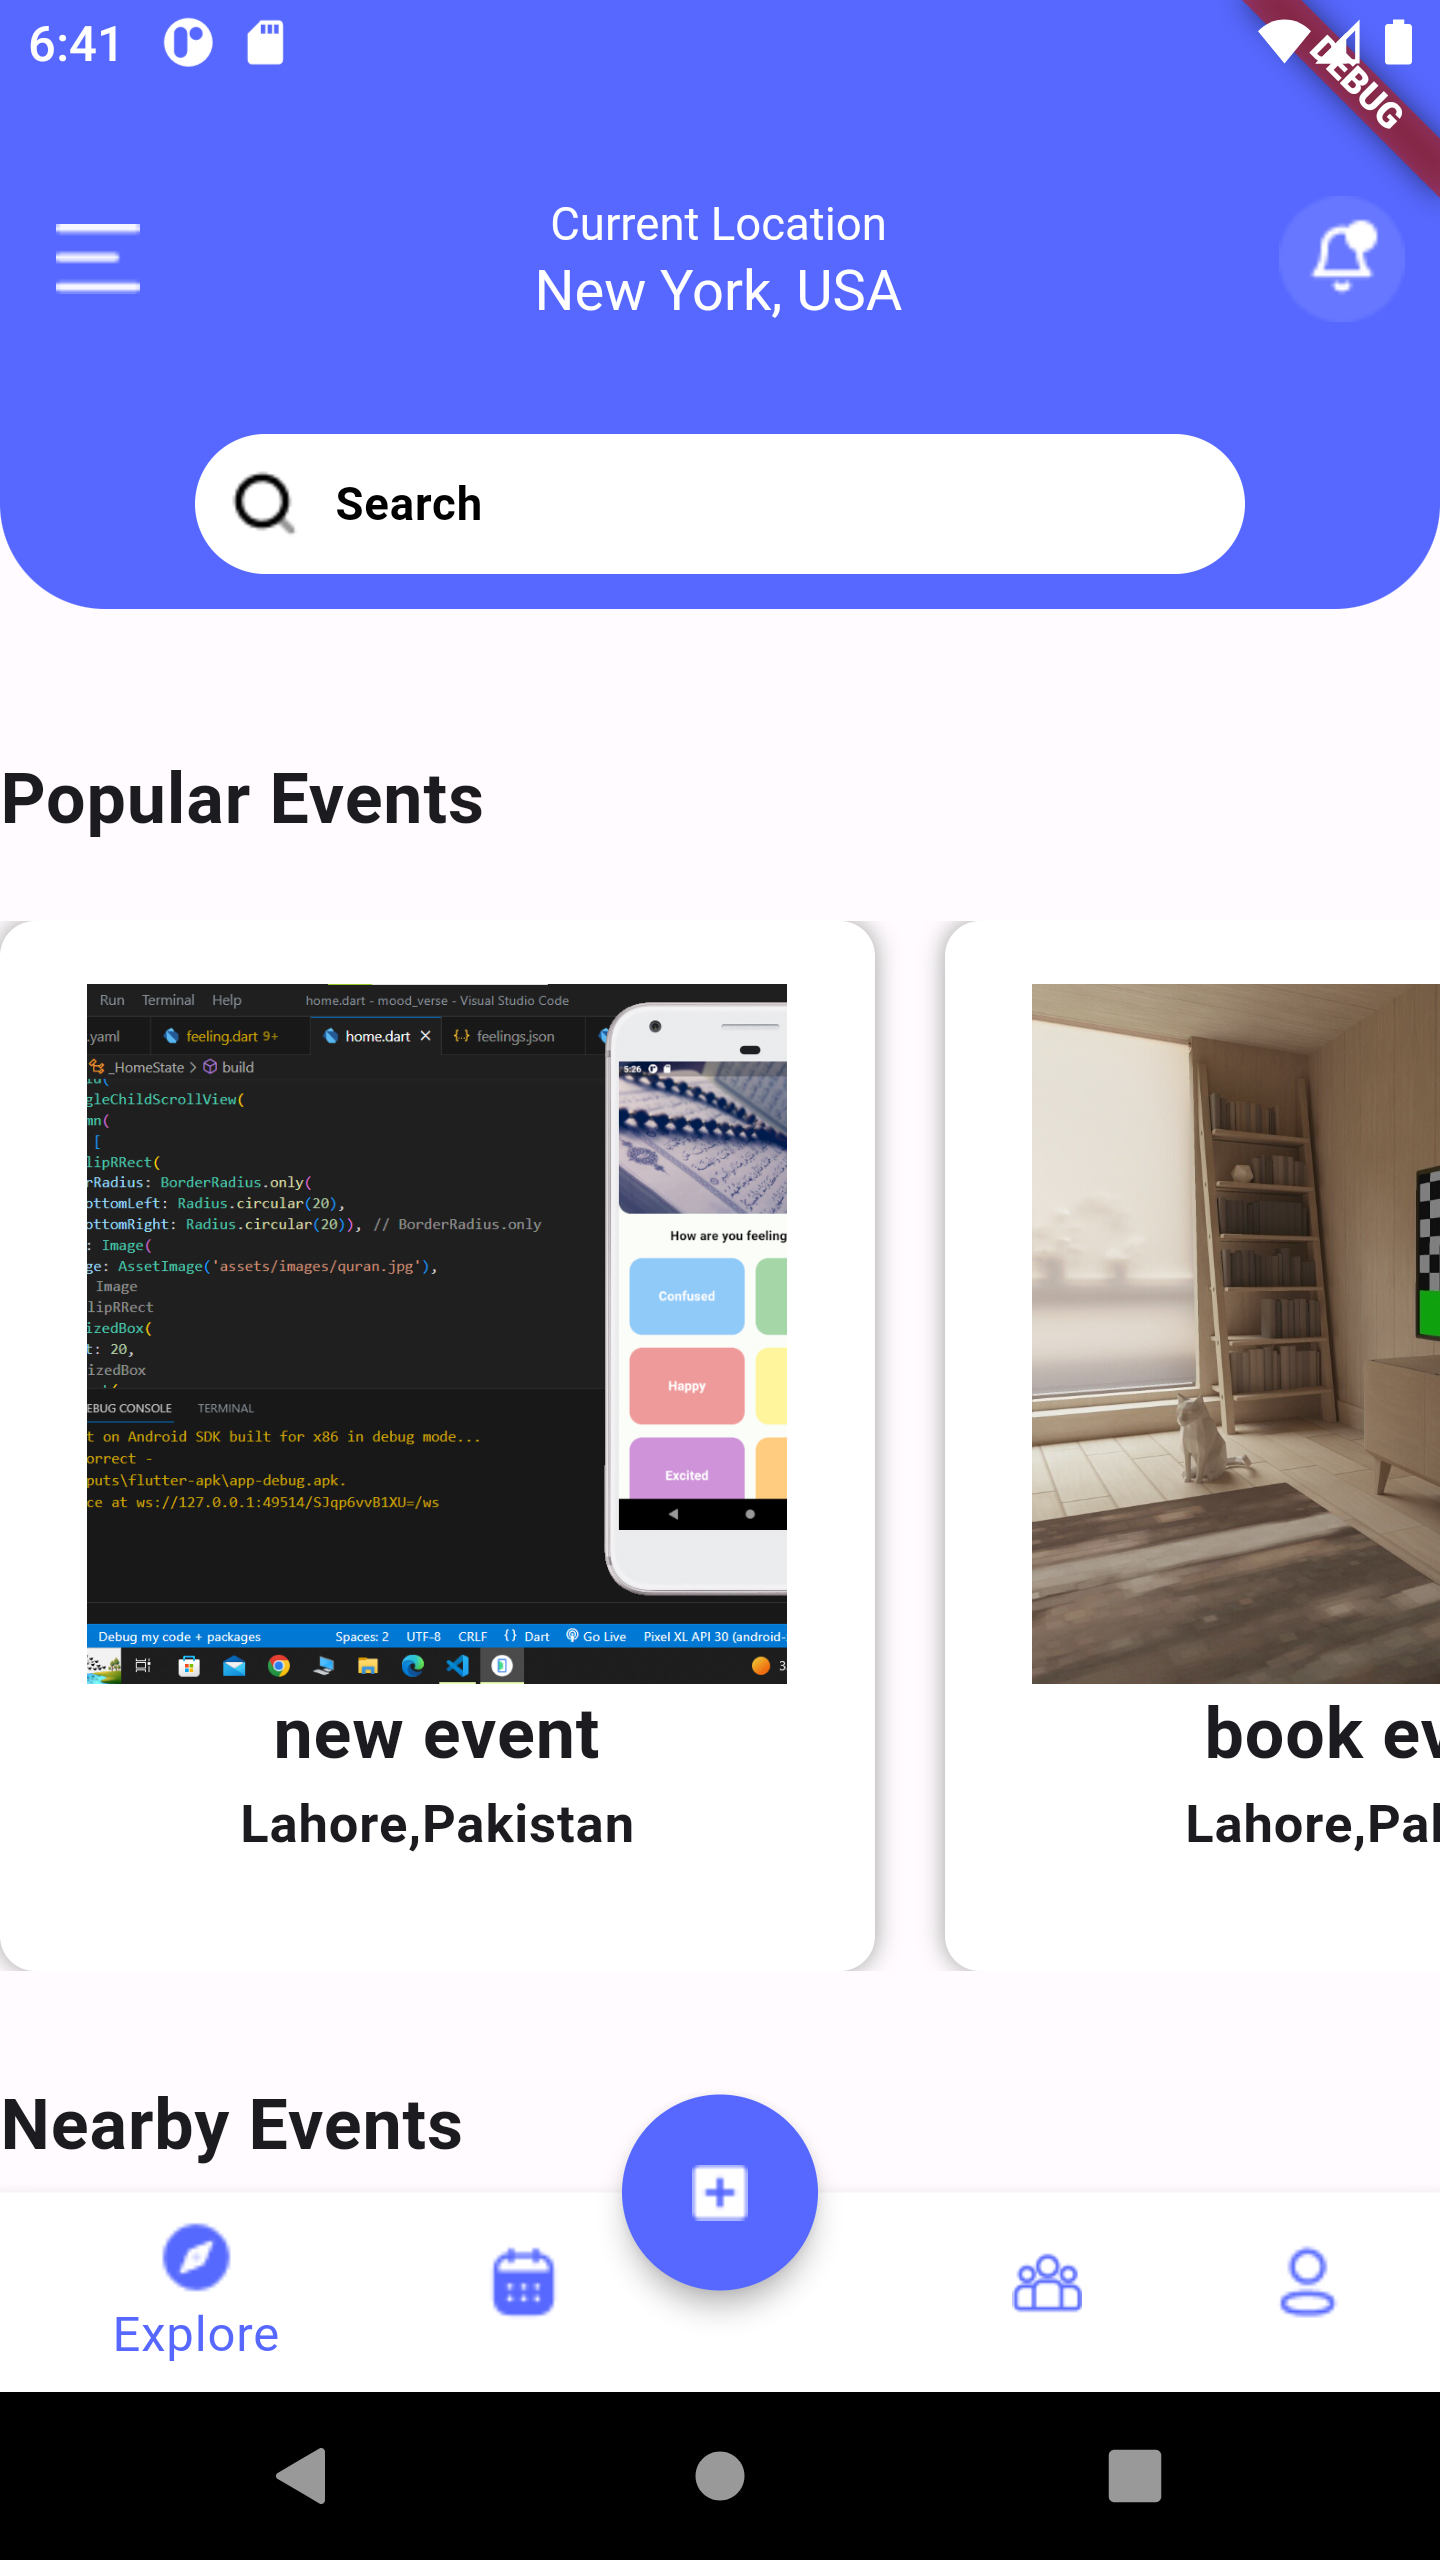 6:41
DEBUG
Current Location
New York, USA
Search
Popular Events
Run Terminal Help home.dart - mood_verse - Visual Studio Code
.yaml feeling.dart 9+ home.dart feelings.json
_HomeState > build
gleChildScrollView(
mn(
[
lipRRect(
rRadius: BorderRadius.only(
ottomLeft: Radius.circular(20),
ottomRight: Radius.circular(20)), // BorderRadius.only
: Image(
ge: AssetImage('assets/images/quran.jpg'),
Image
lipRRect
izedBox(
t: 20,
izedBox
EBUG CONSOLE TERMINAL
t on Android SDK built for x86 in debug mode...
orrect -
puts\flutter-apk\app-debug.apk.
ce at ws://127.0.0.1:49514/SJqp6vvB1XU=/ws
Debug my code + packages Spaces: 2 UTF-8 CRLF {} Dart Go Live Pixel XL API 30 (android-
5:26
How are you feeling
Confused
Happy
Excited
new event
Lahore,Pakistan
book ev
Lahore,Pak
Nearby Events
Explore